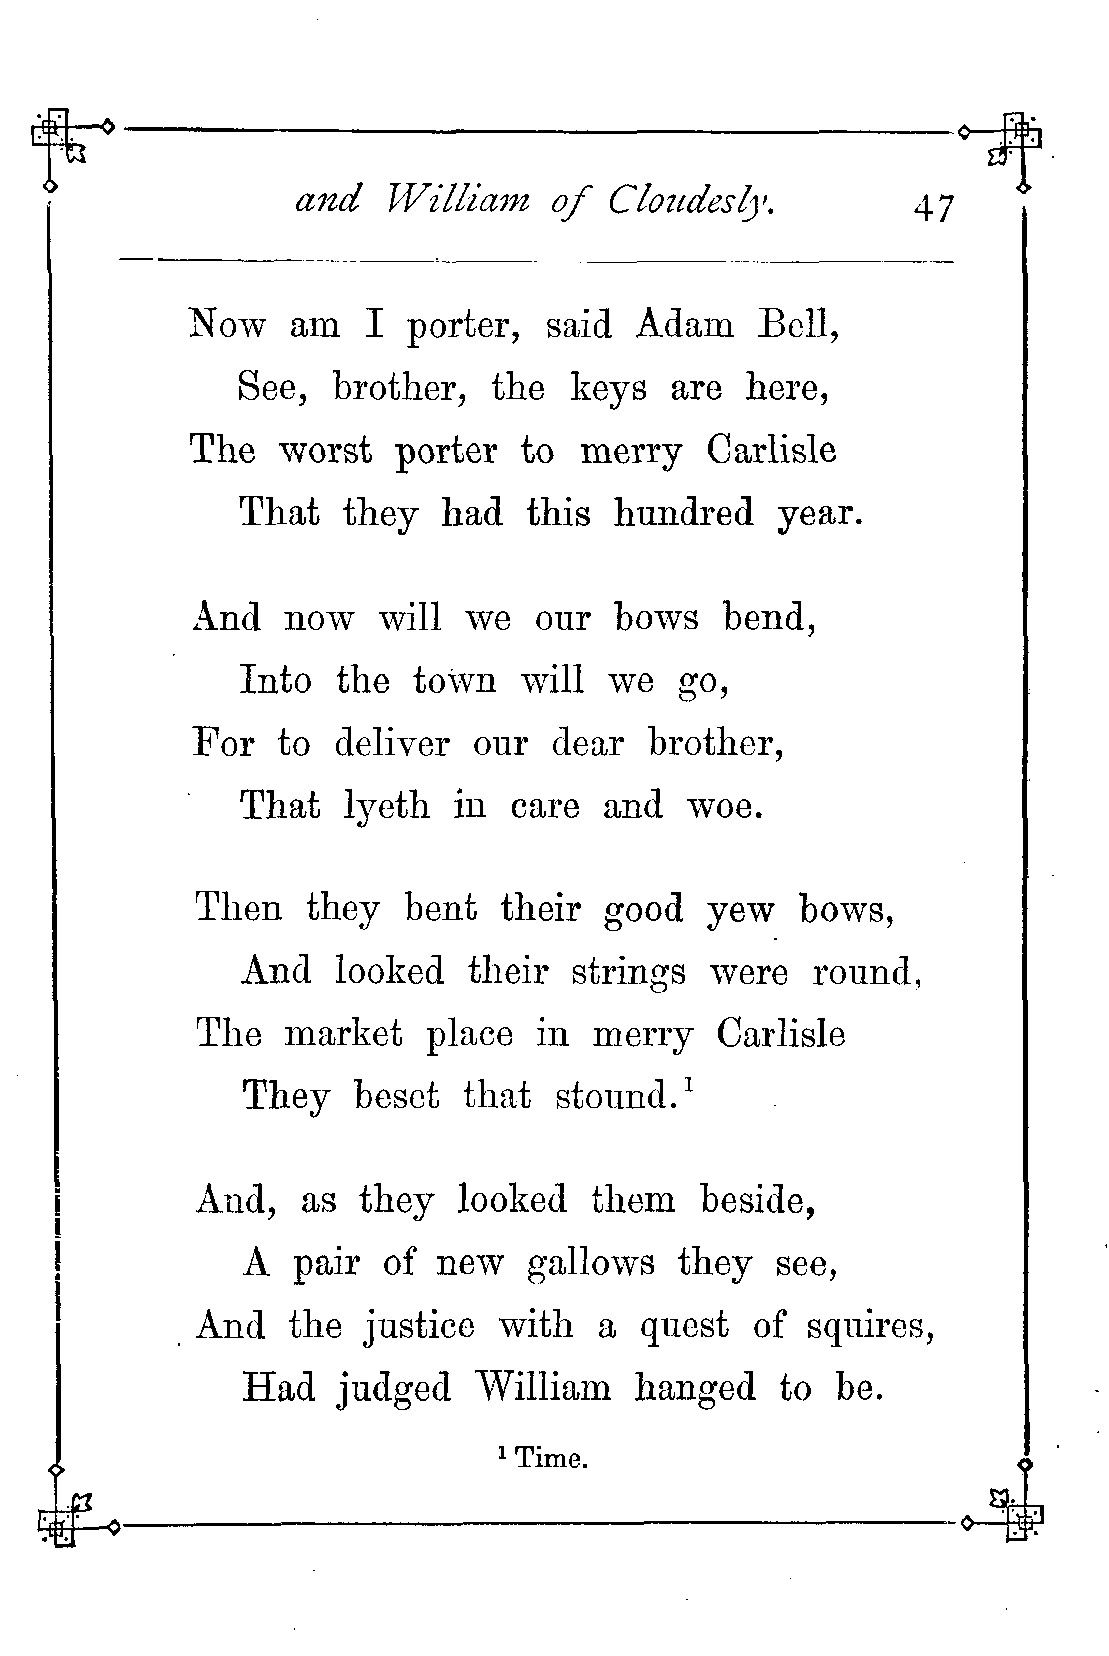 and William of Cloudesly. 47
Now am I porter, said Adam Bell,
See, brother, the keys are here,
The worst porter to merry Carlisle
That they had this hundred year.
And now will we our bows bend,
Into the town will we go,
For to deliver our dear brother,
That lyeth in care and woe.
Then they bent their good yew bows,
And looked their strings were round,
The market place in merry Carlisle
They beset that stound.¹
And, as they looked them beside,
A pair of new gallows they see,
And the justice with a quest of squires,
Had judged William hanged to be.
¹ Time.